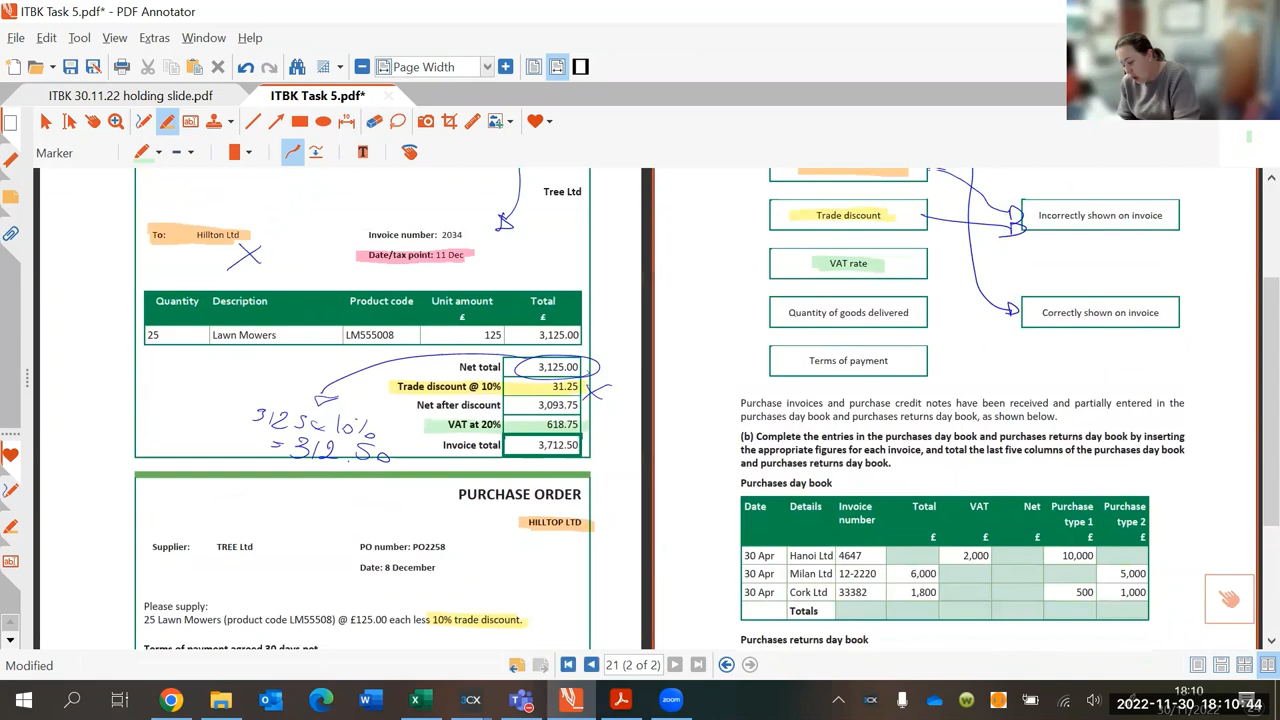 ITBK Task 5.pdf* - PDF Annotator
File Edit Tool View Extras Window Help
Page Width
ITBK 30.11.22 holding slide.pdf
ITBK Task 5.pdf*
Marker
Tree Ltd
To: Hillton Ltd
Invoice number: 2034
Date/tax point: 11 Dec
Quantity Description Product code Unit amount Total
£ £
25 Lawn Mowers LM555008 125 3,125.00
Net total 3,125.00
Trade discount @ 10% 31.25
Net after discount 3,093.75
VAT at 20% 618.75
Invoice total 3,712.50
3125 x 10%
= 312.50
PURCHASE ORDER
HILLTOP LTD
Supplier: TREE Ltd PO number: PO2258
Date: 8 December
Please supply:
25 Lawn Mowers (product code LM55508) @ £125.00 each less 10% trade discount.
Terms of payment agreed 30 days net
Trade discount
VAT rate
Quantity of goods delivered
Terms of payment
Incorrectly shown on invoice
Correctly shown on invoice
Purchase invoices and purchase credit notes have been received and partially entered in the
purchases day book and purchases returns day book, as shown below.
(b) Complete the entries in the purchases day book and purchases returns day book by inserting
the appropriate figures for each invoice, and total the last five columns of the purchases day book
and purchases returns day book.
Purchases day book
Date Details Invoice number Total VAT Net Purchase type 1 Purchase type 2
£ £ £ £ £
30 Apr Hanoi Ltd 4647 2,000 10,000
30 Apr Milan Ltd 12-2220 6,000 5,000
30 Apr Cork Ltd 33382 1,800 500 1,000
Totals
Purchases returns day book
Modified
21 (2 of 2)
3CX
zoom
18:10
2022-11-30 18:10:44